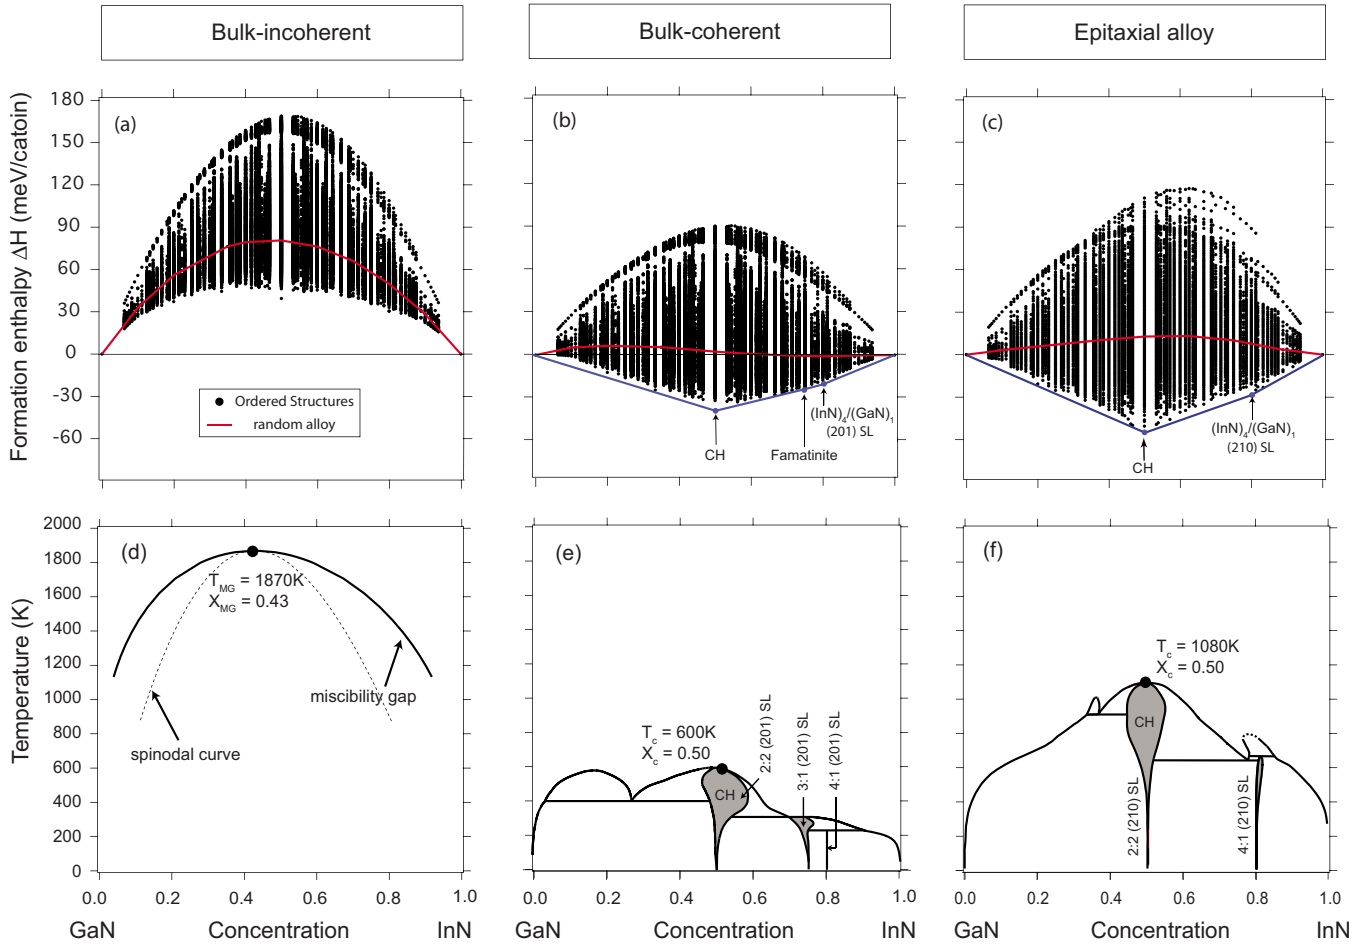 Bulk-incoherent
Bulk-coherent
Epitaxial alloy
Formation enthalpy ΔH (meV/catoin)
180
150
120
90
60
30
0
-30
-60
(a)
Ordered Structures
random alloy
(b)
CH
Famatinite
(InN)4/(GaN)1
(201) SL
(c)
CH
(InN)4/(GaN)1
(210) SL
Temperature (K)
2000
1800
1600
1400
1200
1000
800
600
400
200
0
(d)
TMG = 1870K
XMG = 0.43
miscibility gap
spinodal curve
0.0 0.2 0.4 0.6 0.8 1.0
GaN Concentration InN
(e)
Tc = 600K
Xc = 0.50
CH
2:2 (201) SL
3:1 (201) SL
4:1 (201) SL
0.0 0.2 0.4 0.6 0.8 1.0
GaN Concentration InN
(f)
Tc = 1080K
Xc = 0.50
CH
2:2 (210) SL
4:1 (210) SL
0.0 0.2 0.4 0.6 0.8 1.0
GaN Concentration InN